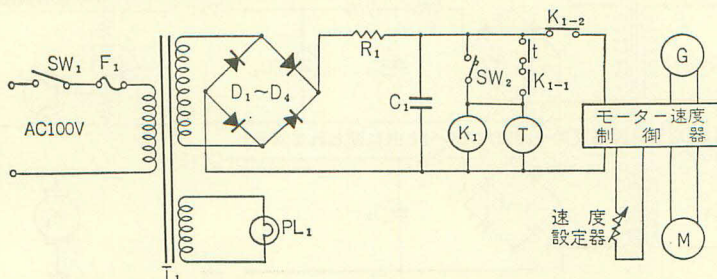 K₁₋₂
SW₁
F₁
R₁
t
G
D₁～D₄
SW₂
K₁₋₁
AC100V
C₁
K₁
T
モーター速度
制御器
速度
設定器
PL₁
M
T₁